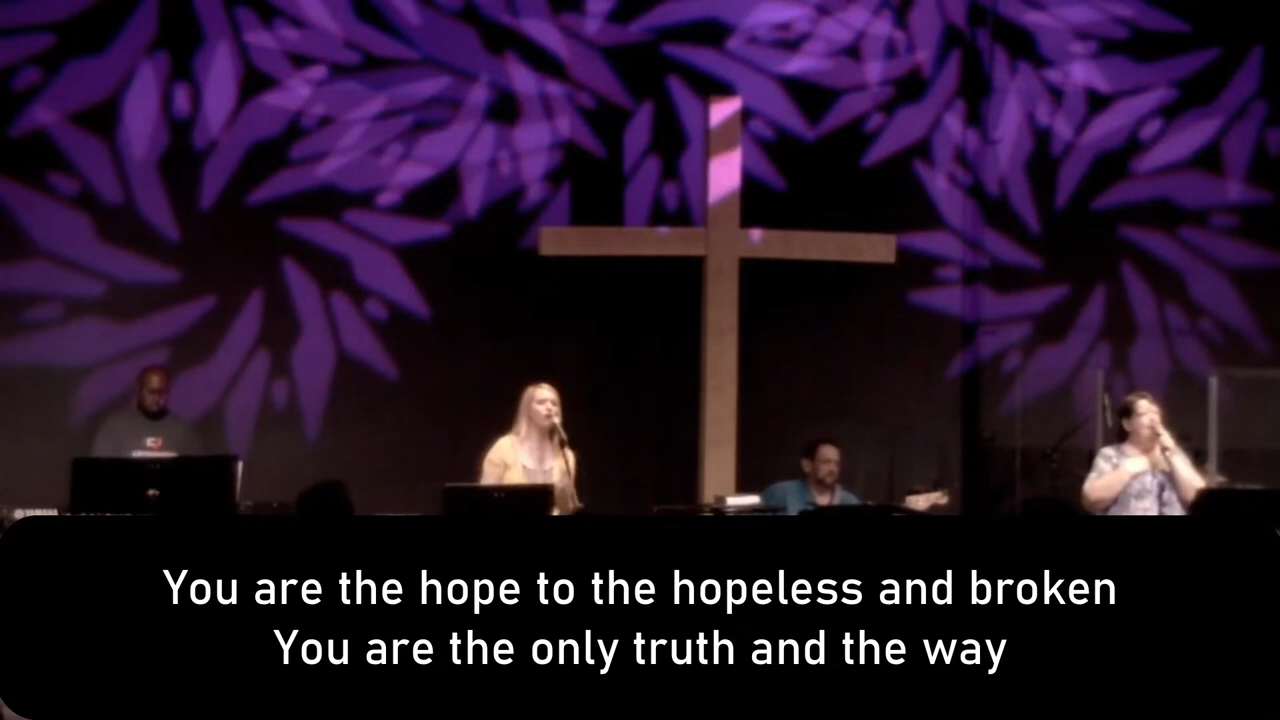 You are the hope to the hopeless and broken
You are the only truth and the way